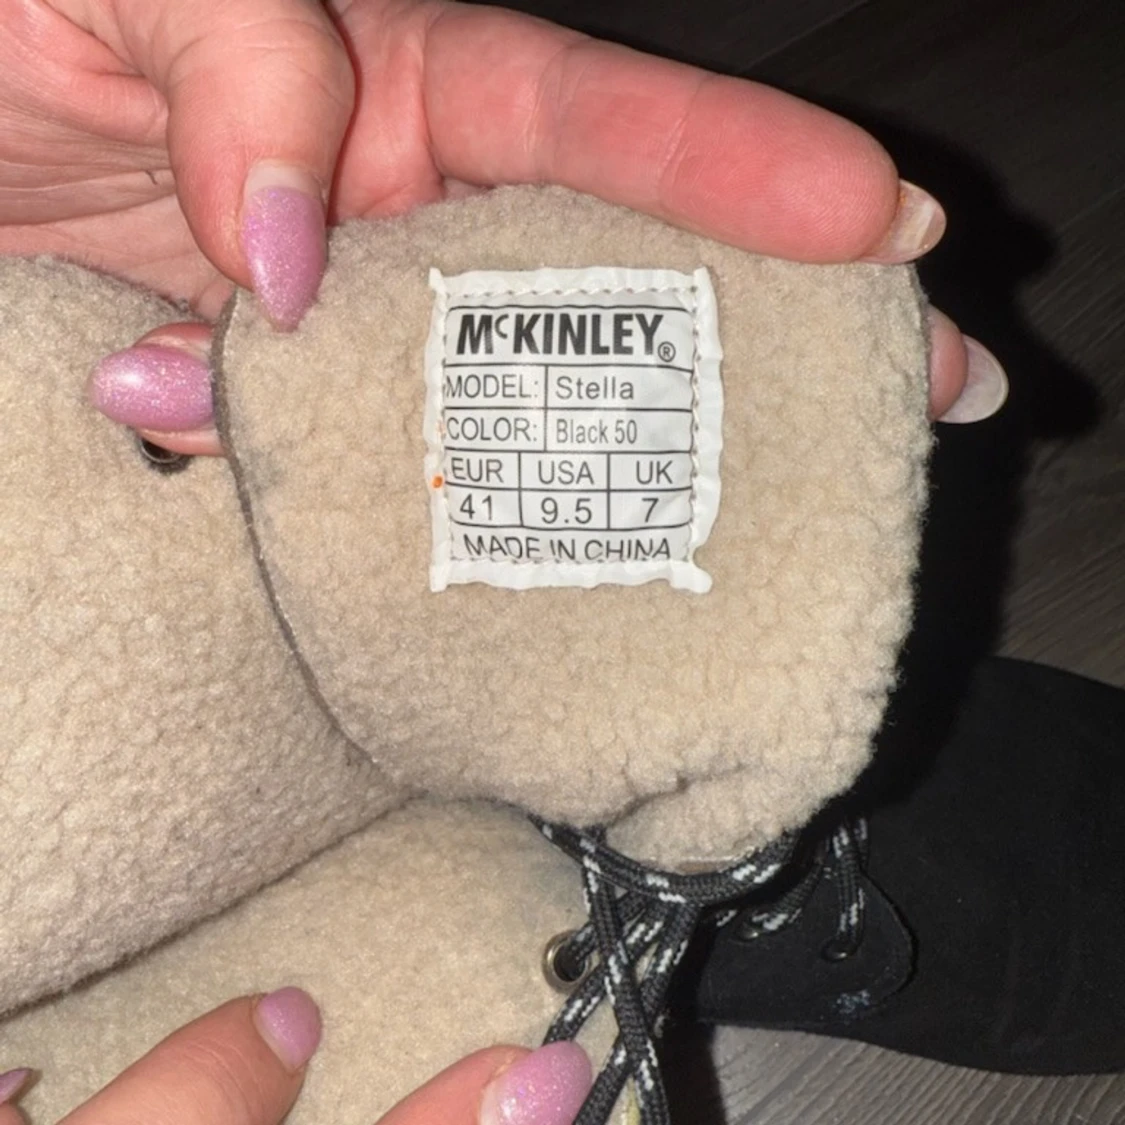 McKINLEY®
MODEL: Stella
COLOR: Black 50
EUR USA UK
41 9.5 7
MADE IN CHINA